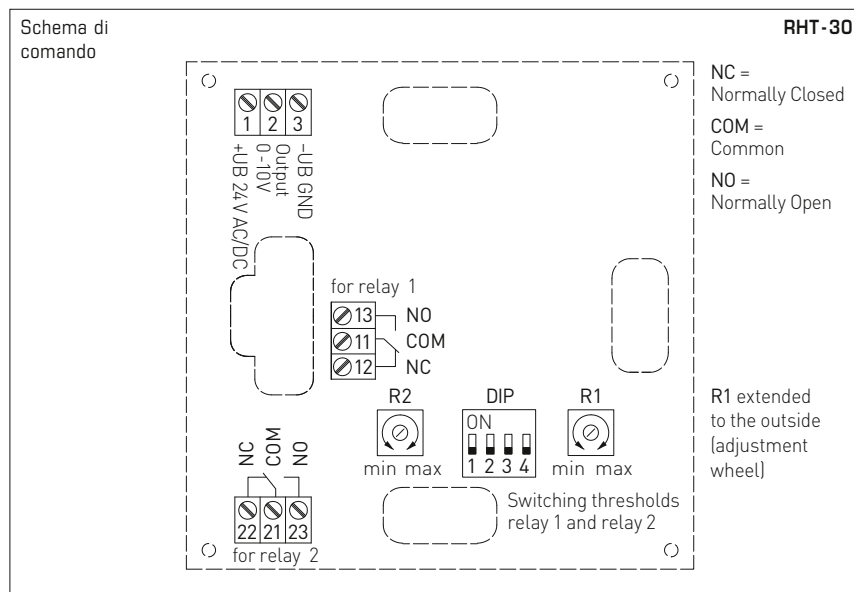 Schema di
comando
RHT-30
NC =
Normally Closed
COM =
Common
NO =
Normally Open
1 2 3
+UB 24V AC/DC
Output
0-10V
-UB GND
for relay 1
13 NO
11 COM
12 NC
R2
min max
DIP
ON
1 2 3 4
R1
min max
R1 extended
to the outside
(adjustment
wheel)
Switching thresholds
relay 1 and relay 2
NC COM NO
22 21 23
for relay 2